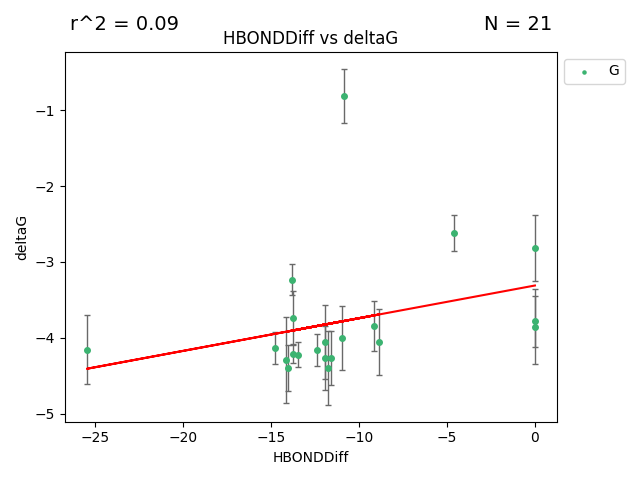 r^2 = 0.09
N = 21
HBONDDiff vs deltaG
G
−1
−2
−3
−4
−5
deltaG
−25
−20
−15
−10
−5
0
HBONDDiff